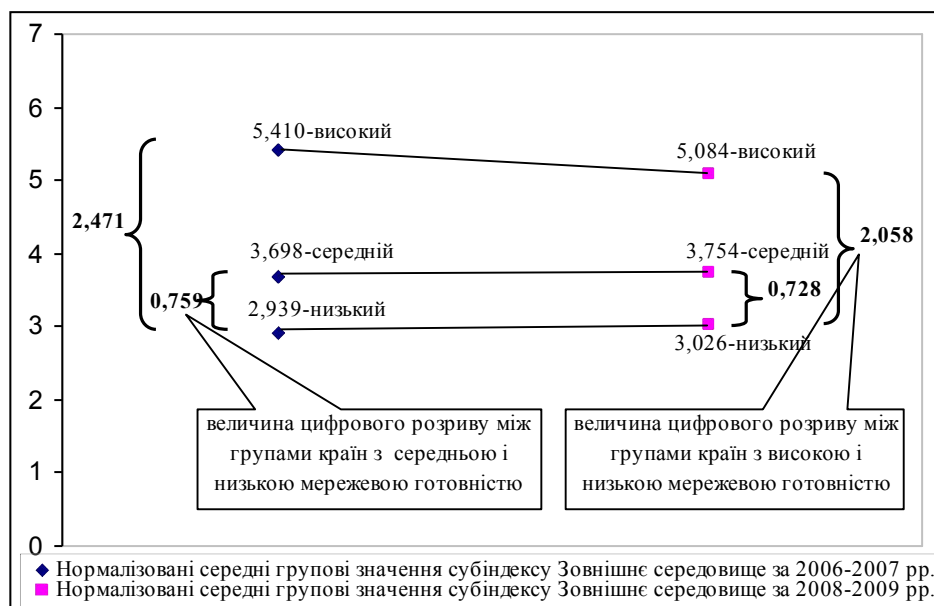 7
6
5,410-високий
5,084-високий
5
2,471
2,058
4
3,698-середній
3,754-середній
0,759
0,728
2,939-низький
3
3,026-низький
2
величина цифрового розриву між
групами країн з середньою і
низькою мережевою готовністю
величина цифрового розриву між
групами країн з високою і
низькою мережевою готовністю
1
0
Нормалізовані середні групові значення субіндексу Зовнішнє середовище за 2006-2007 рр.
Нормалізовані середні групові значення субіндексу Зовнішнє середовище за 2008-2009 рр.